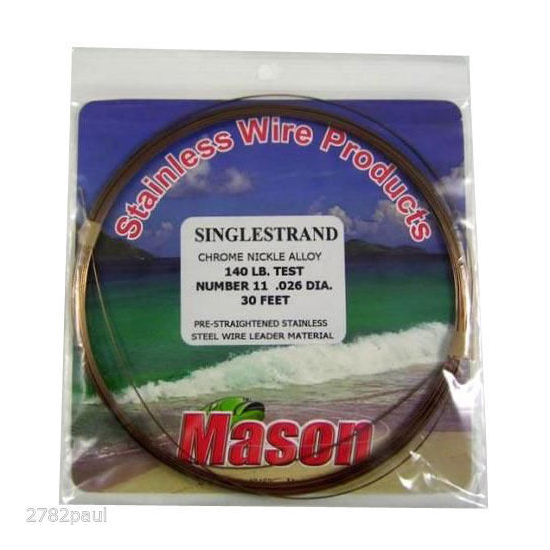 Stainless Wire Products
SINGLESTRAND
CHROME NICKLE ALLOY
140 LB. TEST
NUMBER 11 .026 DIA.
30 FEET
PRE-STRAIGHTENED STAINLESS
STEEL WIRE LEADER MATERIAL
Mason
2782paul